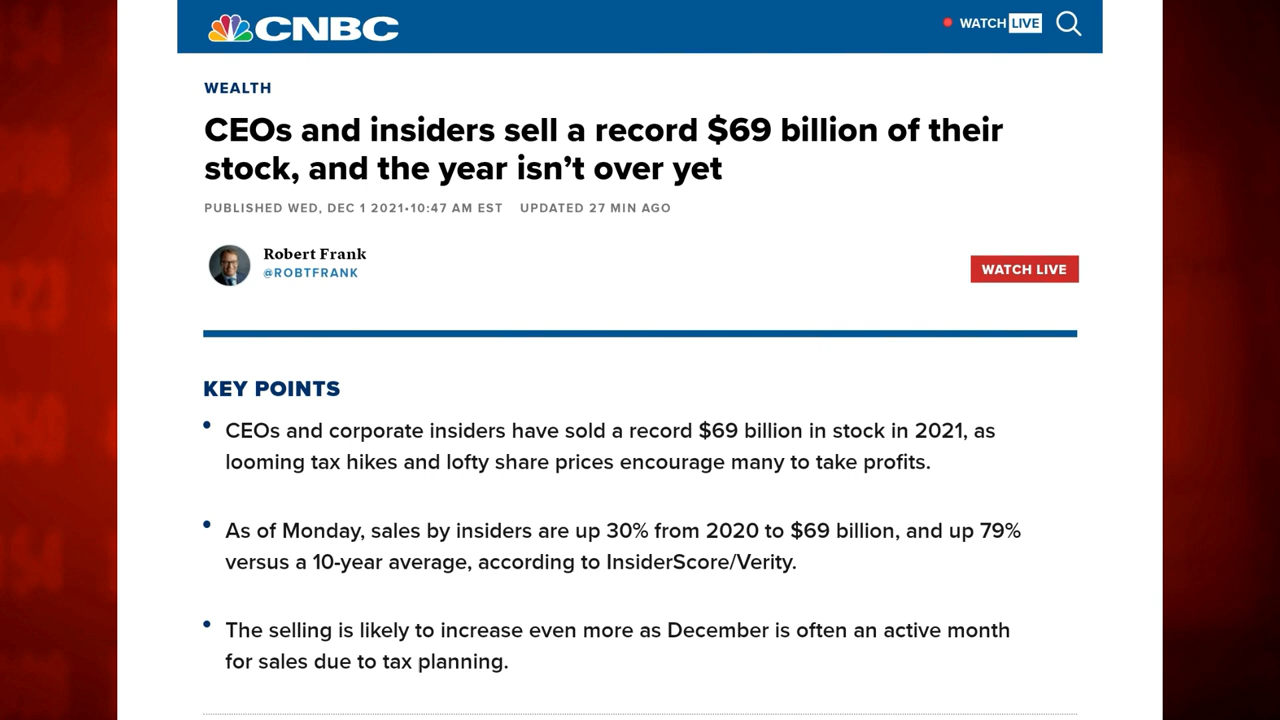 CNBC
WATCH LIVE
WEALTH
CEOs and insiders sell a record $69 billion of their
stock, and the year isn’t over yet
PUBLISHED WED, DEC 1 2021•10:47 AM EST UPDATED 27 MIN AGO
Robert Frank
@ROBTFRANK
WATCH LIVE
KEY POINTS
• CEOs and corporate insiders have sold a record $69 billion in stock in 2021, as
looming tax hikes and lofty share prices encourage many to take profits.
• As of Monday, sales by insiders are up 30% from 2020 to $69 billion, and up 79%
versus a 10-year average, according to InsiderScore/Verity.
• The selling is likely to increase even more as December is often an active month
for sales due to tax planning.